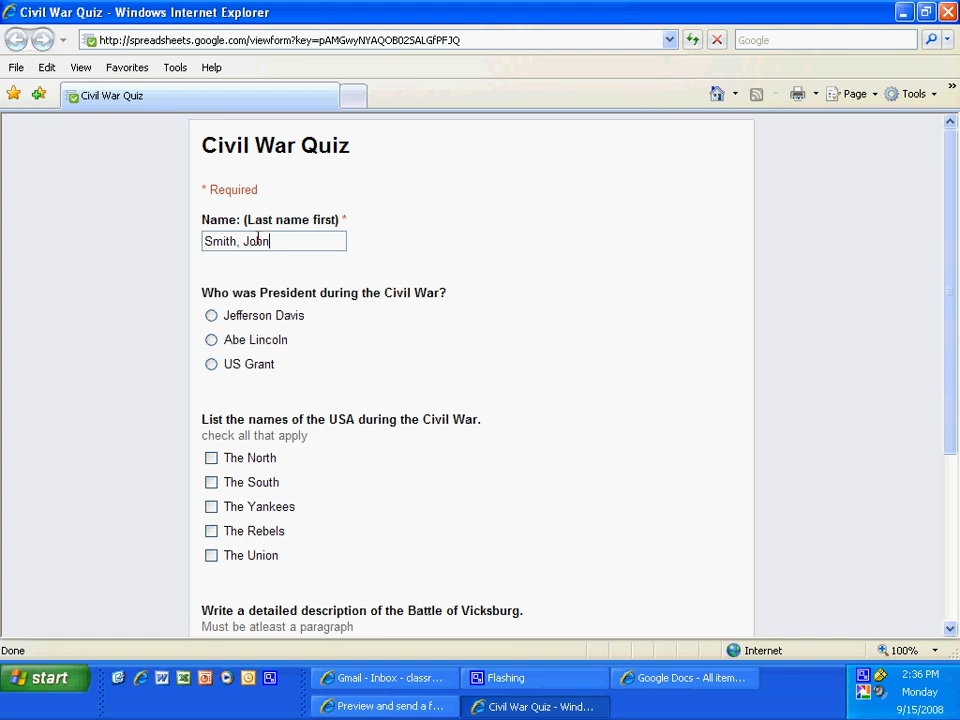 Civil War Quiz - Windows Internet Explorer
http://spreadsheets.google.com/viewform?key=pAMGwyNYAQOB02SALGfPFJQ
Google
File Edit View Favorites Tools Help
Civil War Quiz
Page Tools
Civil War Quiz
* Required
Name: (Last name first) *
Smith, John
Who was President during the Civil War?
Jefferson Davis
Abe Lincoln
US Grant
List the names of the USA during the Civil War.
check all that apply
The North
The South
The Yankees
The Rebels
The Union
Write a detailed description of the Battle of Vicksburg.
Must be atleast a paragraph
Done Internet 100%
start
Gmail - Inbox - classr...
Flashing
Google Docs - All item...
Preview and send a f...
Civil War Quiz - Wind...
2:36 PM
Monday
9/15/2008